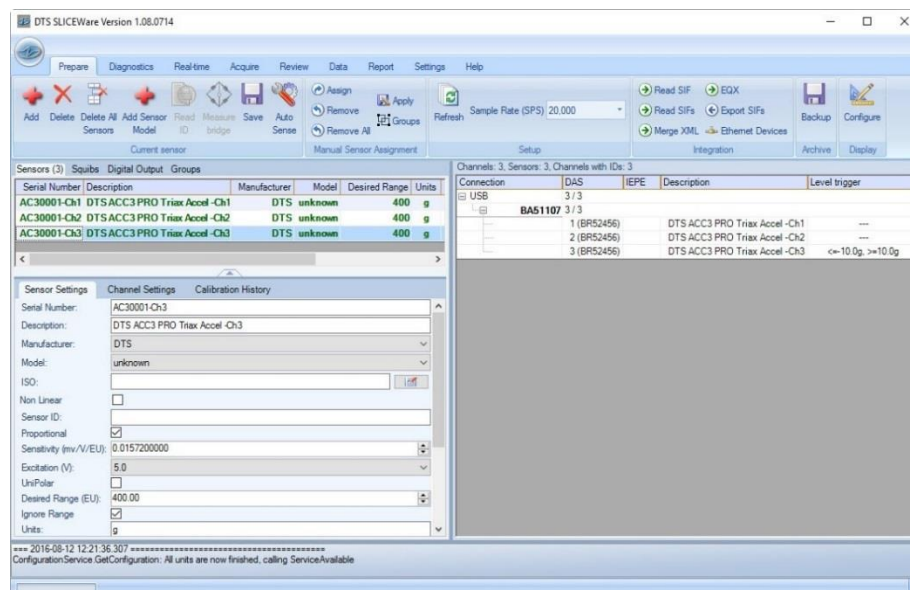 DTS SLICEWare Version 1.08.0714
Prepare Diagnostics Realtime Acquire Review Data Report Settings Help
Add Delete Delete All Sensors Add Sensor Model Read ID Measure bridge Save Auto Sense
Current sensor
Assign
Remove
Remove All
Apply
Groups
Manual Sensor Assignment
Refresh Sample Rate (SPS) 20,000
Setup
Read SIF EQX
Read SIFs Export SIFs
Merge XML Ethernet Devices
Integration
Backup
Archive
Configure
Display
Sensors (3) Squibs Digital Output Groups
Serial Number Description Manufacturer Model Desired Range Units
AC30001-Ch1 DTS ACC3 PRO Triax Accel -Ch1 DTS unknown 400 g
AC30001-Ch2 DTS ACC3 PRO Triax Accel -Ch2 DTS unknown 400 g
AC30001-Ch3 DTS ACC3 PRO Triax Accel -Ch3 DTS unknown 400 g
Channels: 3, Sensors: 3, Channels with IDs: 3
Connection DAS IEPE Description Level trigger
USB 3 / 3
BA51107 3 / 3
1 (BR52456) DTS ACC3 PRO Triax Accel -Ch1 ---
2 (BR52456) DTS ACC3 PRO Triax Accel -Ch2 ---
3 (BR52456) DTS ACC3 PRO Triax Accel -Ch3 <=-10.0g, >=10.0g
Sensor Settings Channel Settings Calibration History
Serial Number: AC30001-Ch3
Description: DTS ACC3 PRO Triax Accel -Ch3
Manufacturer: DTS
Model: unknown
ISO:
Non Linear
Sensor ID:
Proportional
Sensitivity (mv/V/EU): 0.0157200000
Excitation (V): 5.0
UniPolar
Desired Range (EU): 400.00
Ignore Range
Units: g
=== 2016-08-12 12:21:36.307 ========================================
ConfigurationService.GetConfiguration: All units are now finished, calling ServiceAvailable